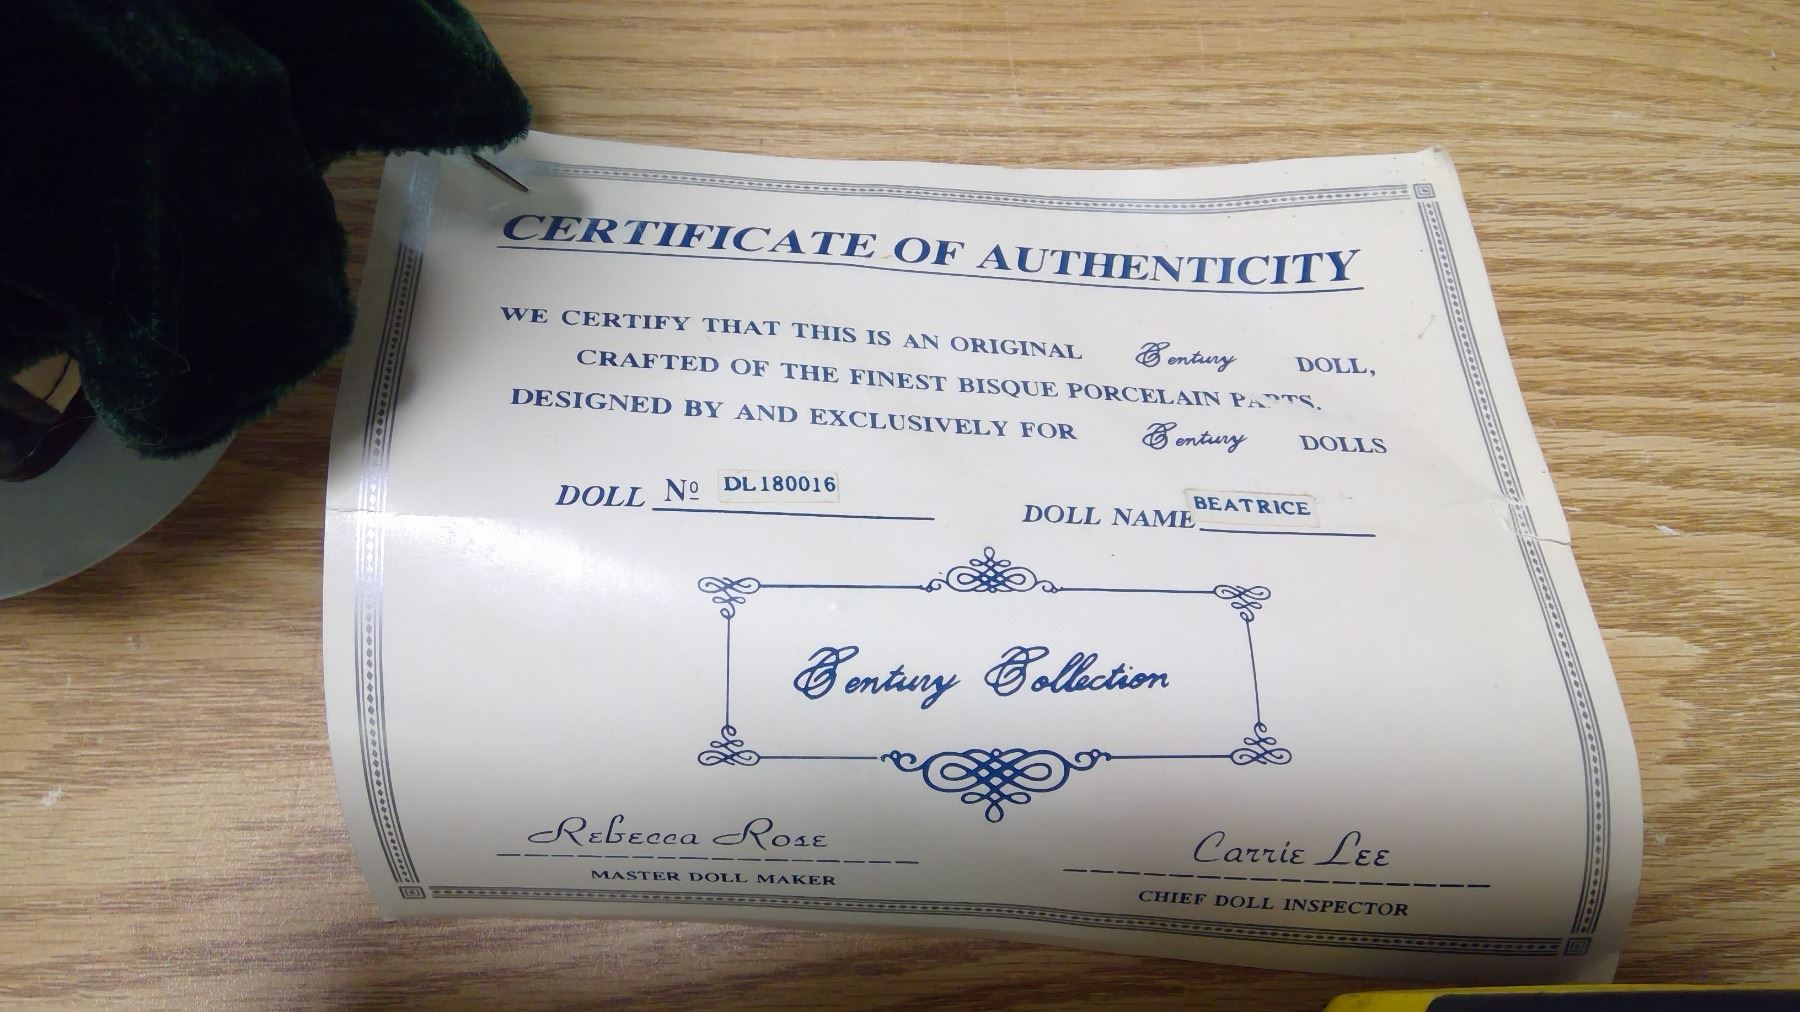 CERTIFICATE OF AUTHENTICITY
WE CERTIFY THAT THIS IS AN ORIGINAL Century DOLL,
CRAFTED OF THE FINEST BISQUE PORCELAIN PARTS.
DESIGNED BY AND EXCLUSIVELY FOR Century DOLLS
DOLL Nº DL180016 DOLL NAME BEATRICE
Century Collection
Rebecca Rose Carrie Lee
MASTER DOLL MAKER CHIEF DOLL INSPECTOR